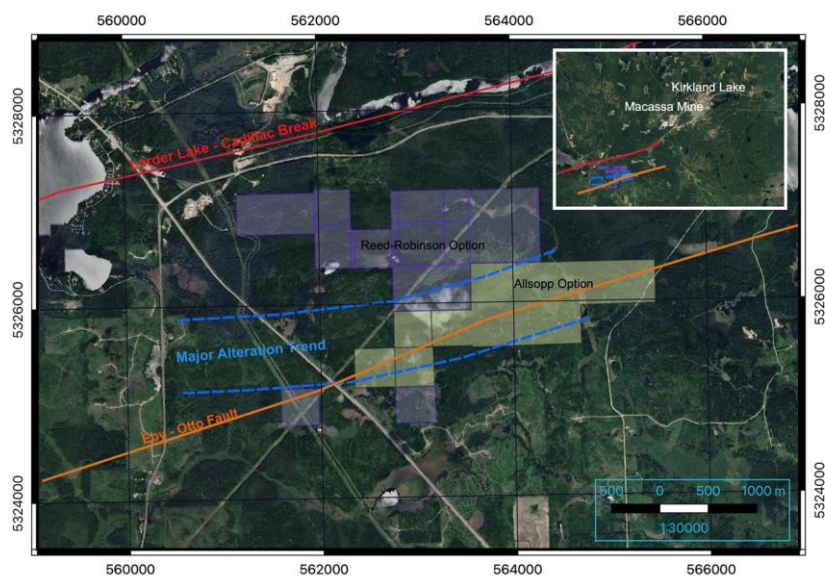 560000
562000
564000
566000
5328000
5328000
Kirkland Lake
Macassa Mine
Larder Lake - Cadillac Break
Reed-Robinson Option
Allsopp Option
5326000
5326000
Major Alteration Trend
- Otto Fault
5324000
5324000
500 0 500 1000 m
1:30000
560000
562000
564000
566000